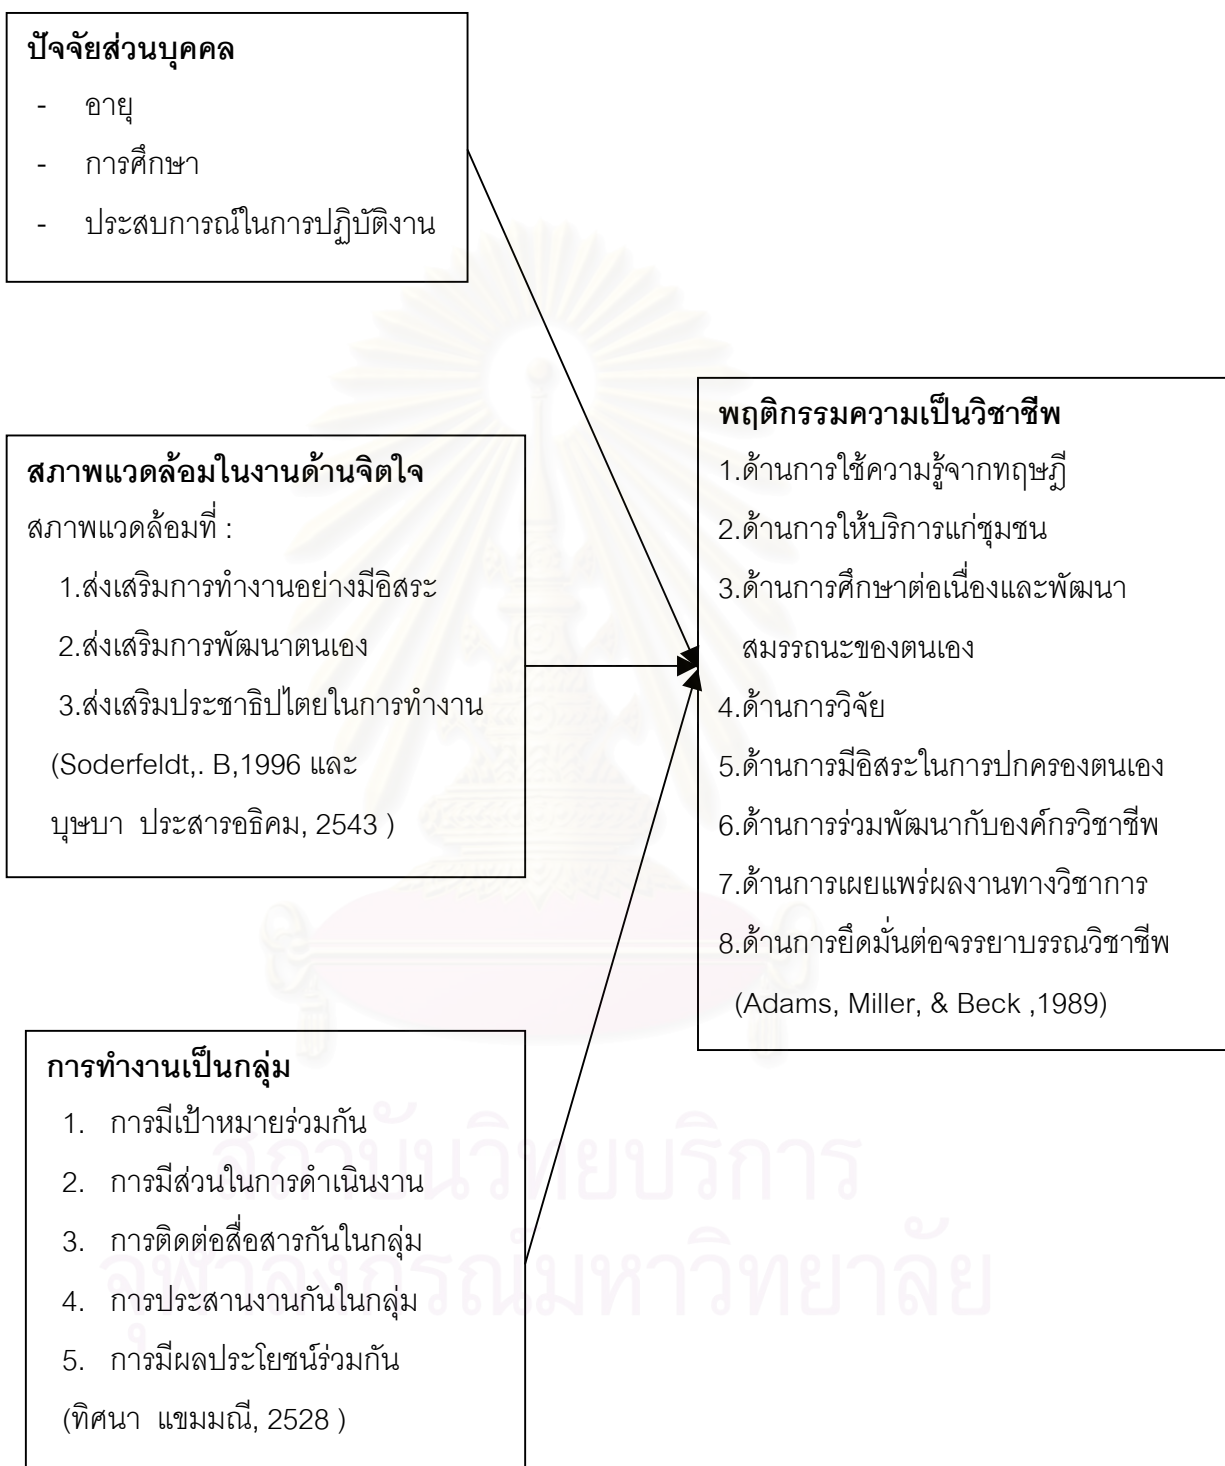 ปัจจัยส่วนบุคคล
- อายุ
- การศึกษา
- ประสบการณ์ในการปฏิบัติงาน
สภาพแวดล้อมในงานด้านจิตใจ
สภาพแวดล้อมที่ :
1.ส่งเสริมการทำงานอย่างมีอิสระ
2.ส่งเสริมการพัฒนาตนเอง
3.ส่งเสริมประชาธิปไตยในการทำงาน
(Soderfeldt,. B,1996 และ
บุษบา ประสารอธิคม, 2543 )
การทำงานเป็นกลุ่ม
1. การมีเป้าหมายร่วมกัน
2. การมีส่วนในการดำเนินงาน
3. การติดต่อสื่อสารกันในกลุ่ม
4. การประสานงานกันในกลุ่ม
5. การมีผลประโยชน์ร่วมกัน
(ทิศนา แขมมณี, 2528 )
พฤติกรรมความเป็นวิชาชีพ
1.ด้านการใช้ความรู้จากทฤษฎี
2.ด้านการให้บริการแก่ชุมชน
3.ด้านการศึกษาต่อเนื่องและพัฒนา
สมรรถนะของตนเอง
4.ด้านการวิจัย
5.ด้านการมีอิสระในการปกครองตนเอง
6.ด้านการร่วมพัฒนากับองค์กรวิชาชีพ
7.ด้านการเผยแพร่ผลงานทางวิชาการ
8.ด้านการยึดมั่นต่อจรรยาบรรณวิชาชีพ
(Adams, Miller, & Beck ,1989)
สถาบันวิทยบริการ
จุฬาลงกรณ์มหาวิทยาลัย